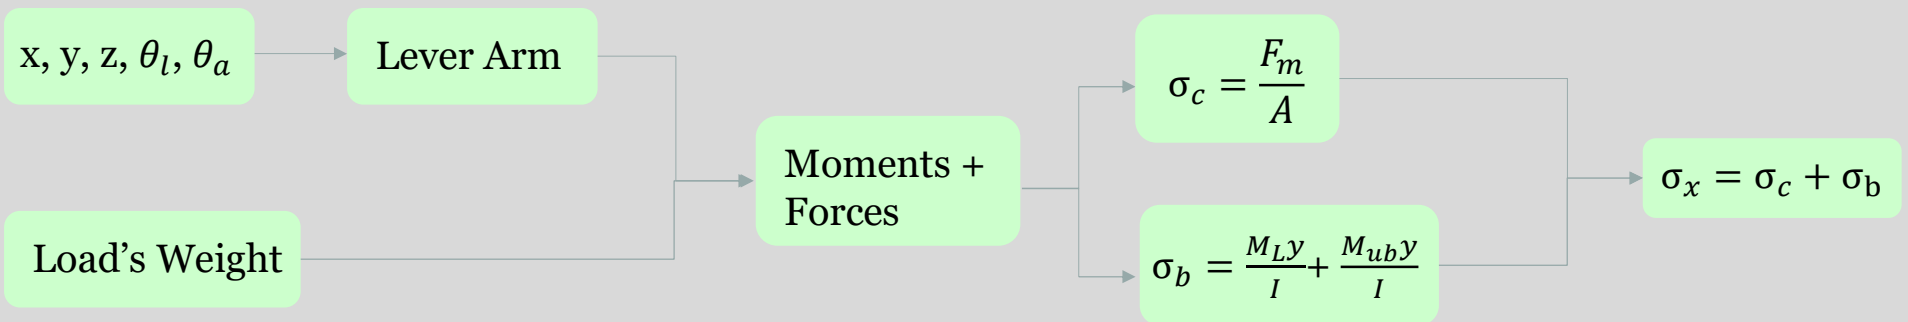 x, y, z, θ_l, θ_a
Lever Arm
Load’s Weight
Moments +
Forces
σ_c = F_m/A
σ_b = M_L y/I + M_ub y/I
σ_x = σ_c + σ_b